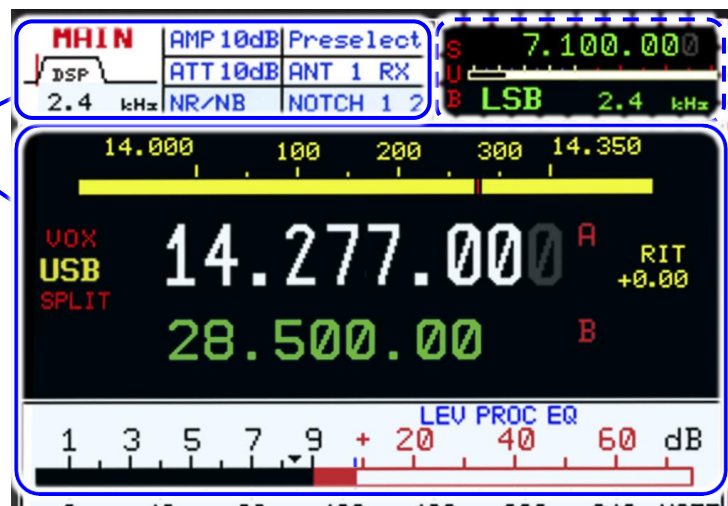 MAIN
DSP
2.4 kHz
AMP 10dB Preselect
ATT 10dB ANT 1 RX
NR/NB NOTCH 1 2
SUB
7.100.000
LSB 2.4 kHz
14.000 100 200 300 14.350
VOX
USB
SPLIT
14.277.000 A
RIT
+0.00
28.500.00 B
LEV PROC EQ
1 3 5 7 9 + 20 40 60 dB